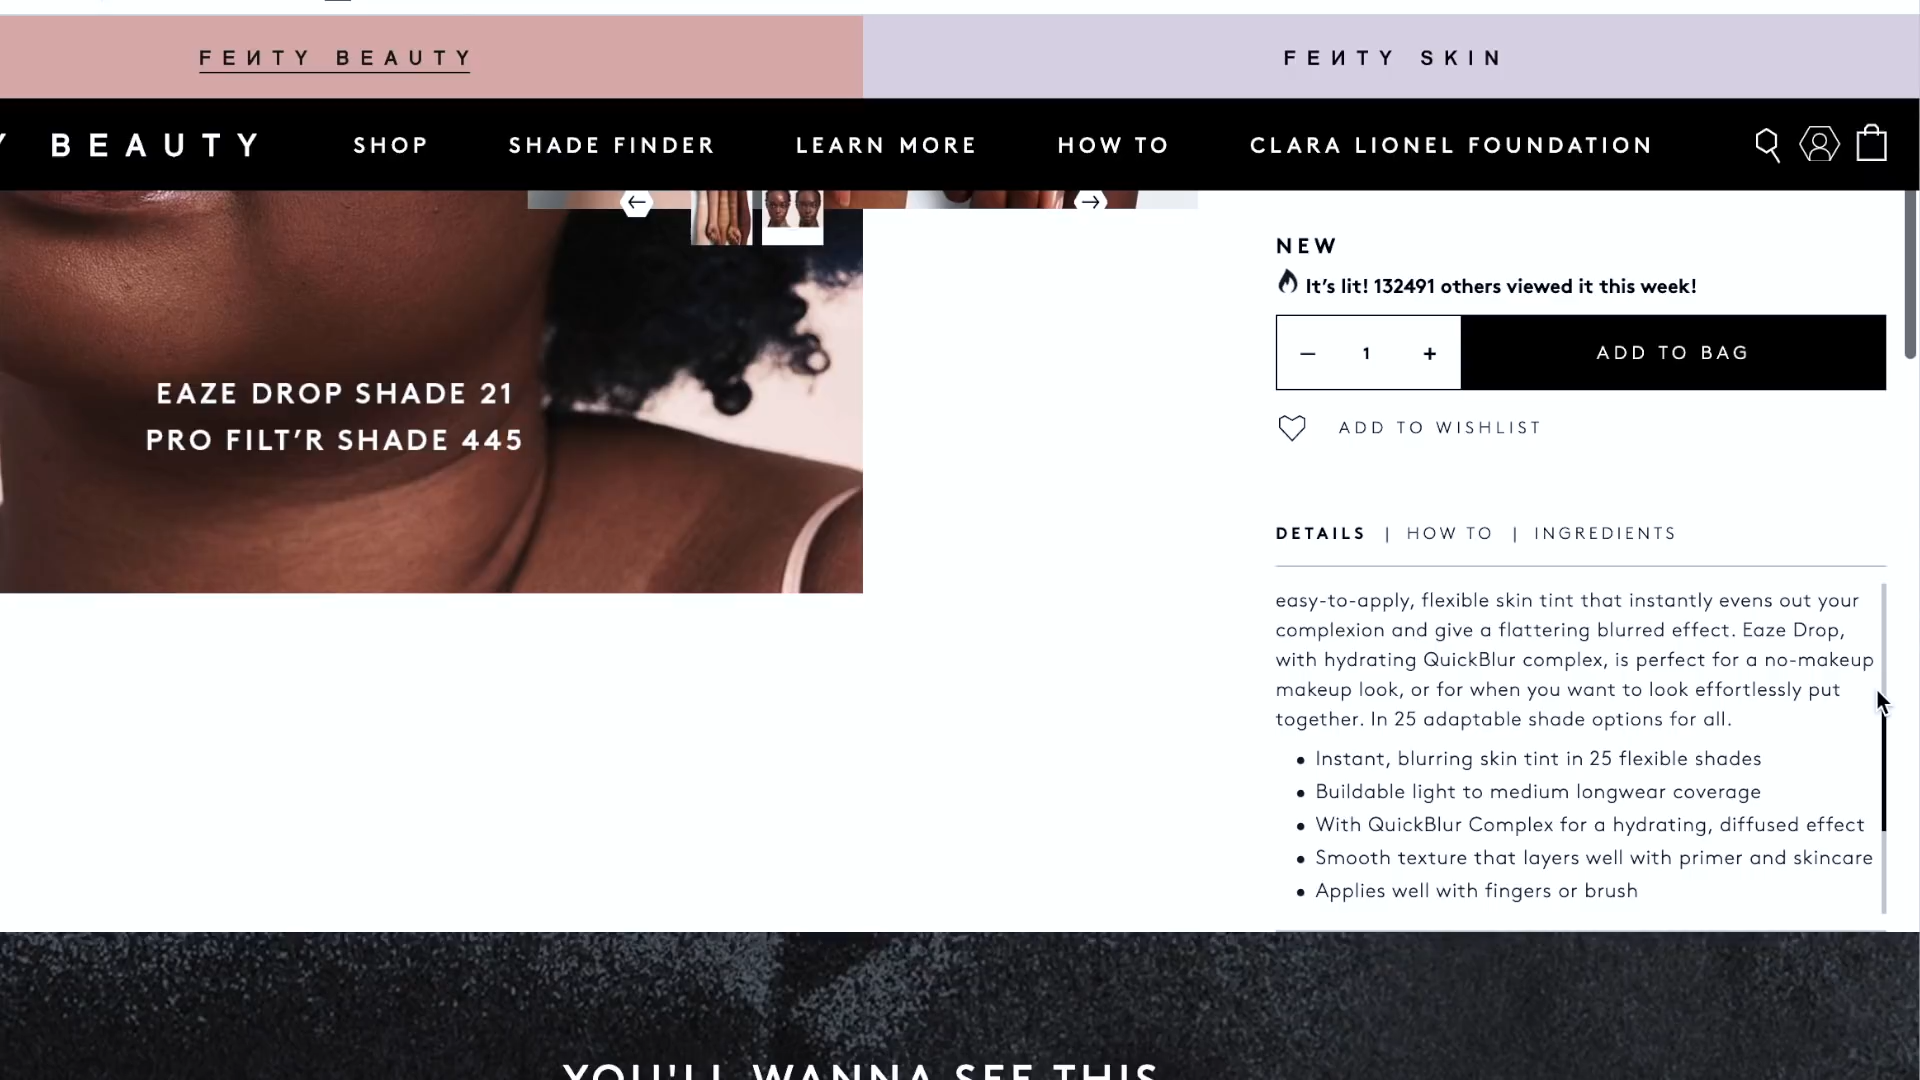 FENTY BEAUTY
FENTY SKIN
Y BEAUTY
SHOP
SHADE FINDER
LEARN MORE
HOW TO
CLARA LIONEL FOUNDATION
NEW
It's lit! 132491 others viewed it this week!
– 1 +
ADD TO BAG
ADD TO WISHLIST
EAZE DROP SHADE 21
PRO FILT'R SHADE 445
DETAILS | HOW TO | INGREDIENTS
easy-to-apply, flexible skin tint that instantly evens out your
complexion and give a flattering blurred effect. Eaze Drop,
with hydrating QuickBlur complex, is perfect for a no-makeup
makeup look, or for when you want to look effortlessly put
together. In 25 adaptable shade options for all.
• Instant, blurring skin tint in 25 flexible shades
• Buildable light to medium longwear coverage
• With QuickBlur Complex for a hydrating, diffused effect
• Smooth texture that layers well with primer and skincare
• Applies well with fingers or brush
YOU'LL WANNA SEE THIS